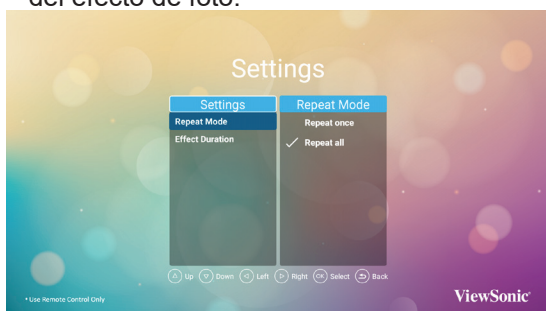 del efecto de foto.
Settings
Settings
Repeat Mode
Repeat Mode
Repeat once
Effect Duration
Repeat all
Up Down Left Right OK Select Back
* Use Remote Control Only
ViewSonic®